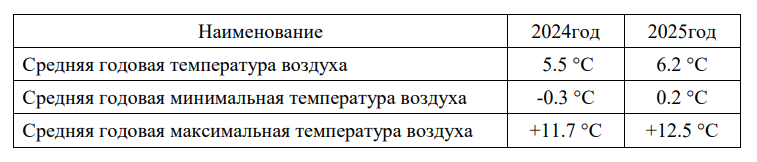 Наименование 2024год 2025год
Средняя годовая температура воздуха 5.5 °C 6.2 °C
Средняя годовая минимальная температура воздуха -0.3 °C 0.2 °C
Средняя годовая максимальная температура воздуха +11.7 °C +12.5 °C